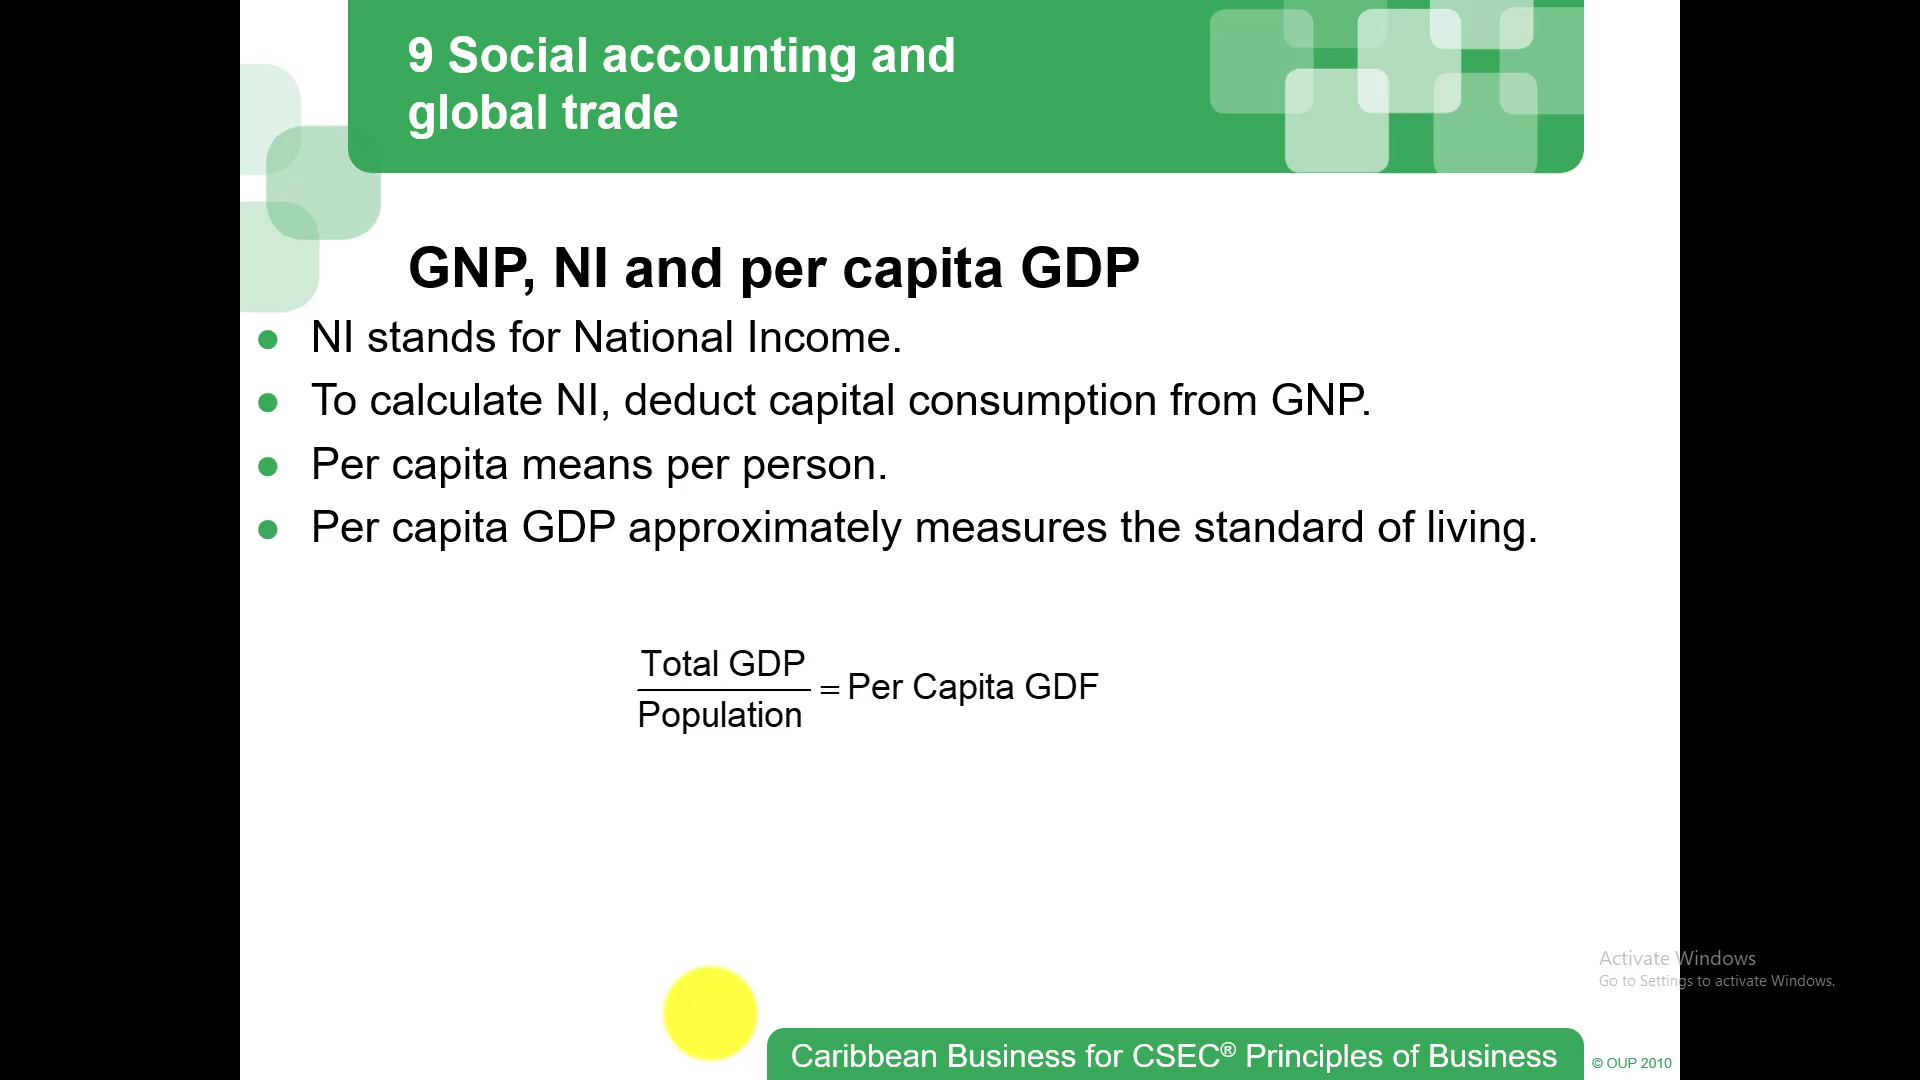 9 Social accounting and
global trade
GNP, NI and per capita GDP
NI stands for National Income.
To calculate NI, deduct capital consumption from GNP.
Per capita means per person.
Per capita GDP approximately measures the standard of living.
Total GDP
Population
= Per Capita GDF
Activate Windows
Go to Settings to activate Windows.
Caribbean Business for CSEC® Principles of Business
© OUP 2010